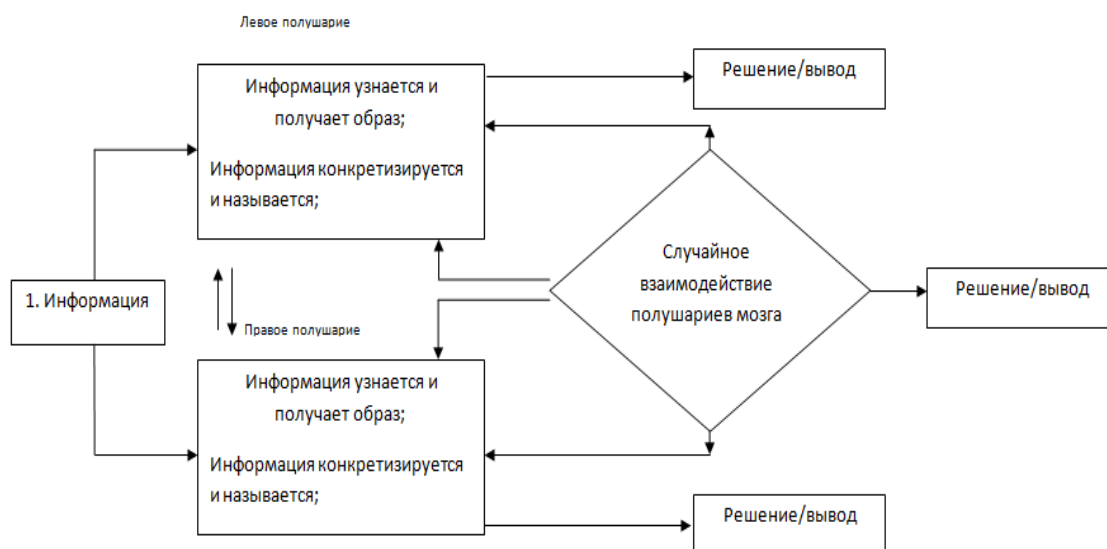 Левое полушарие
Решение/вывод
Информация узнается и
получает образ;
Информация конкретизируется
и называется;
Случайное
взаимодействие
полушариев мозга
Решение/вывод
1. Информация
Правое полушарие
Информация узнается и
получает образ;
Информация конкретизируется
и называется;
Решение/вывод